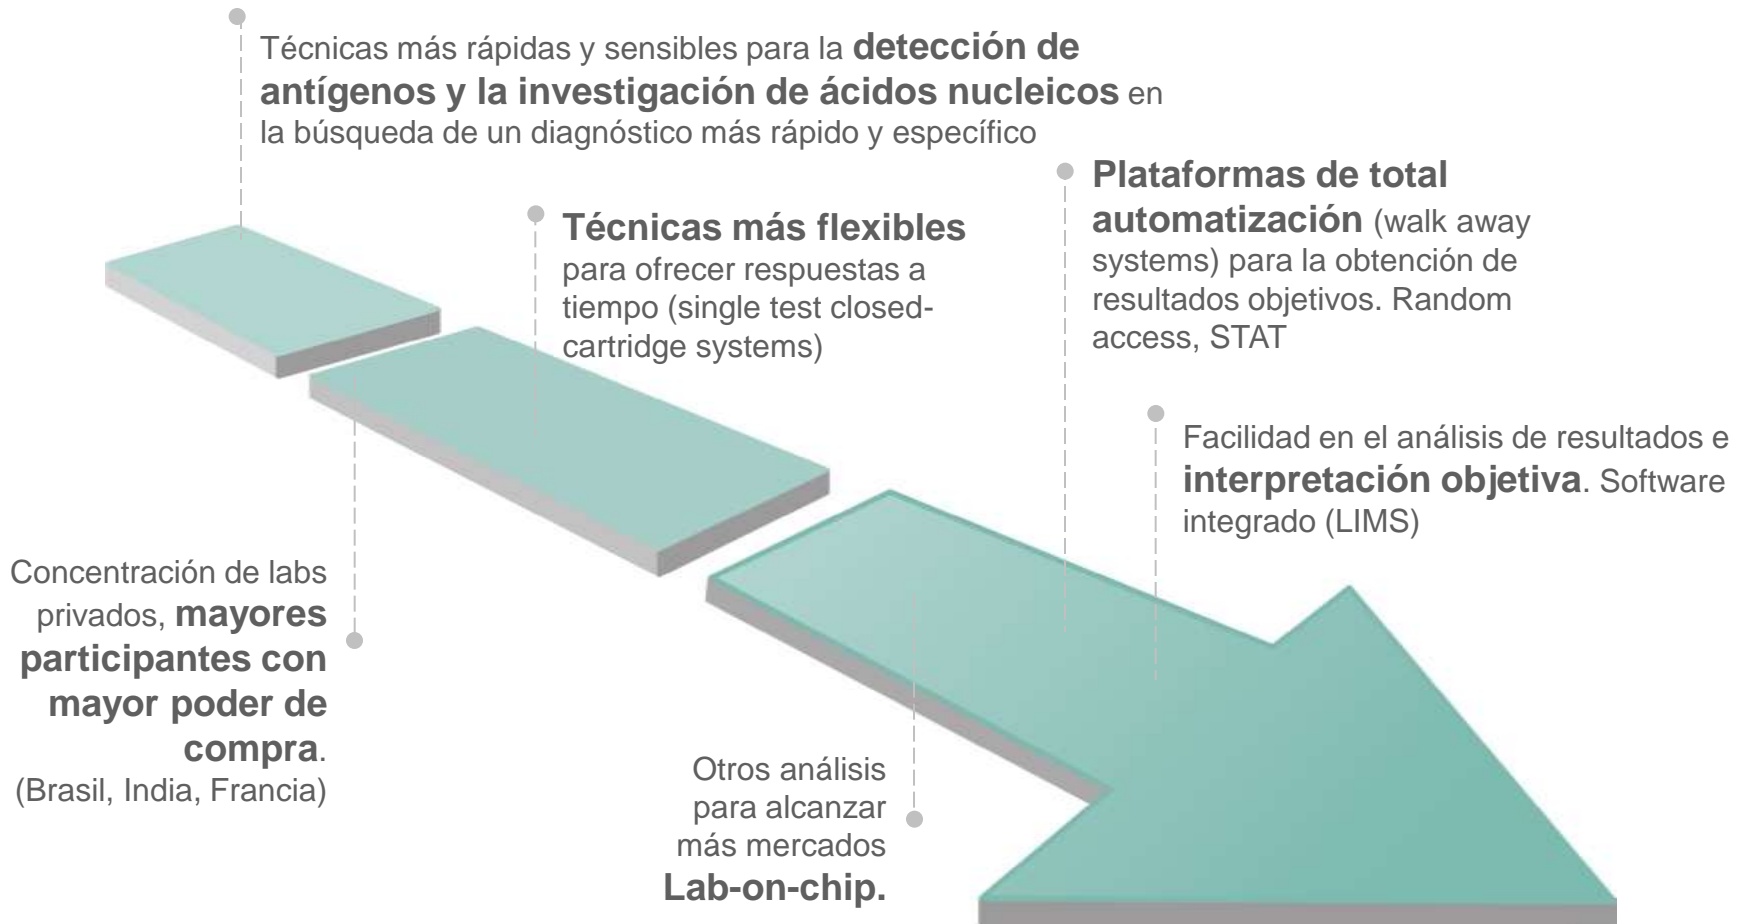 Técnicas más rápidas y sensibles para la detección de
antígenos y la investigación de ácidos nucleicos en
la búsqueda de un diagnóstico más rápido y específico
Técnicas más flexibles
para ofrecer respuestas a
tiempo (single test closed-
cartridge systems)
Plataformas de total
automatización (walk away
systems) para la obtención de
resultados objetivos. Random
access, STAT
Facilidad en el análisis de resultados e
interpretación objetiva. Software
integrado (LIMS)
Concentración de labs
privados, mayores
participantes con
mayor poder de
compra.
(Brasil, India, Francia)
Otros análisis
para alcanzar
más mercados
Lab-on-chip.